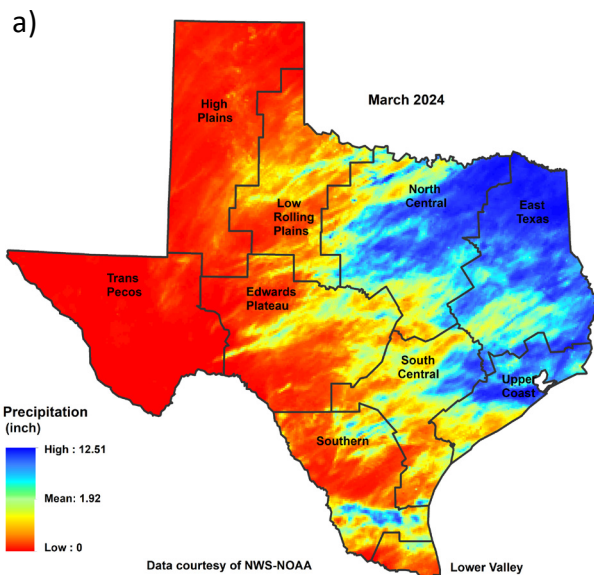 a)
March 2024
High
Plains
North
Central
East
Texas
Low
Rolling
Plains
Trans
Pecos
Edwards
Plateau
South
Central
Upper
Coast
Southern
Precipitation
(inch)
High : 12.51
Mean: 1.92
Low : 0
Data courtesy of NWS-NOAA
Lower Valley